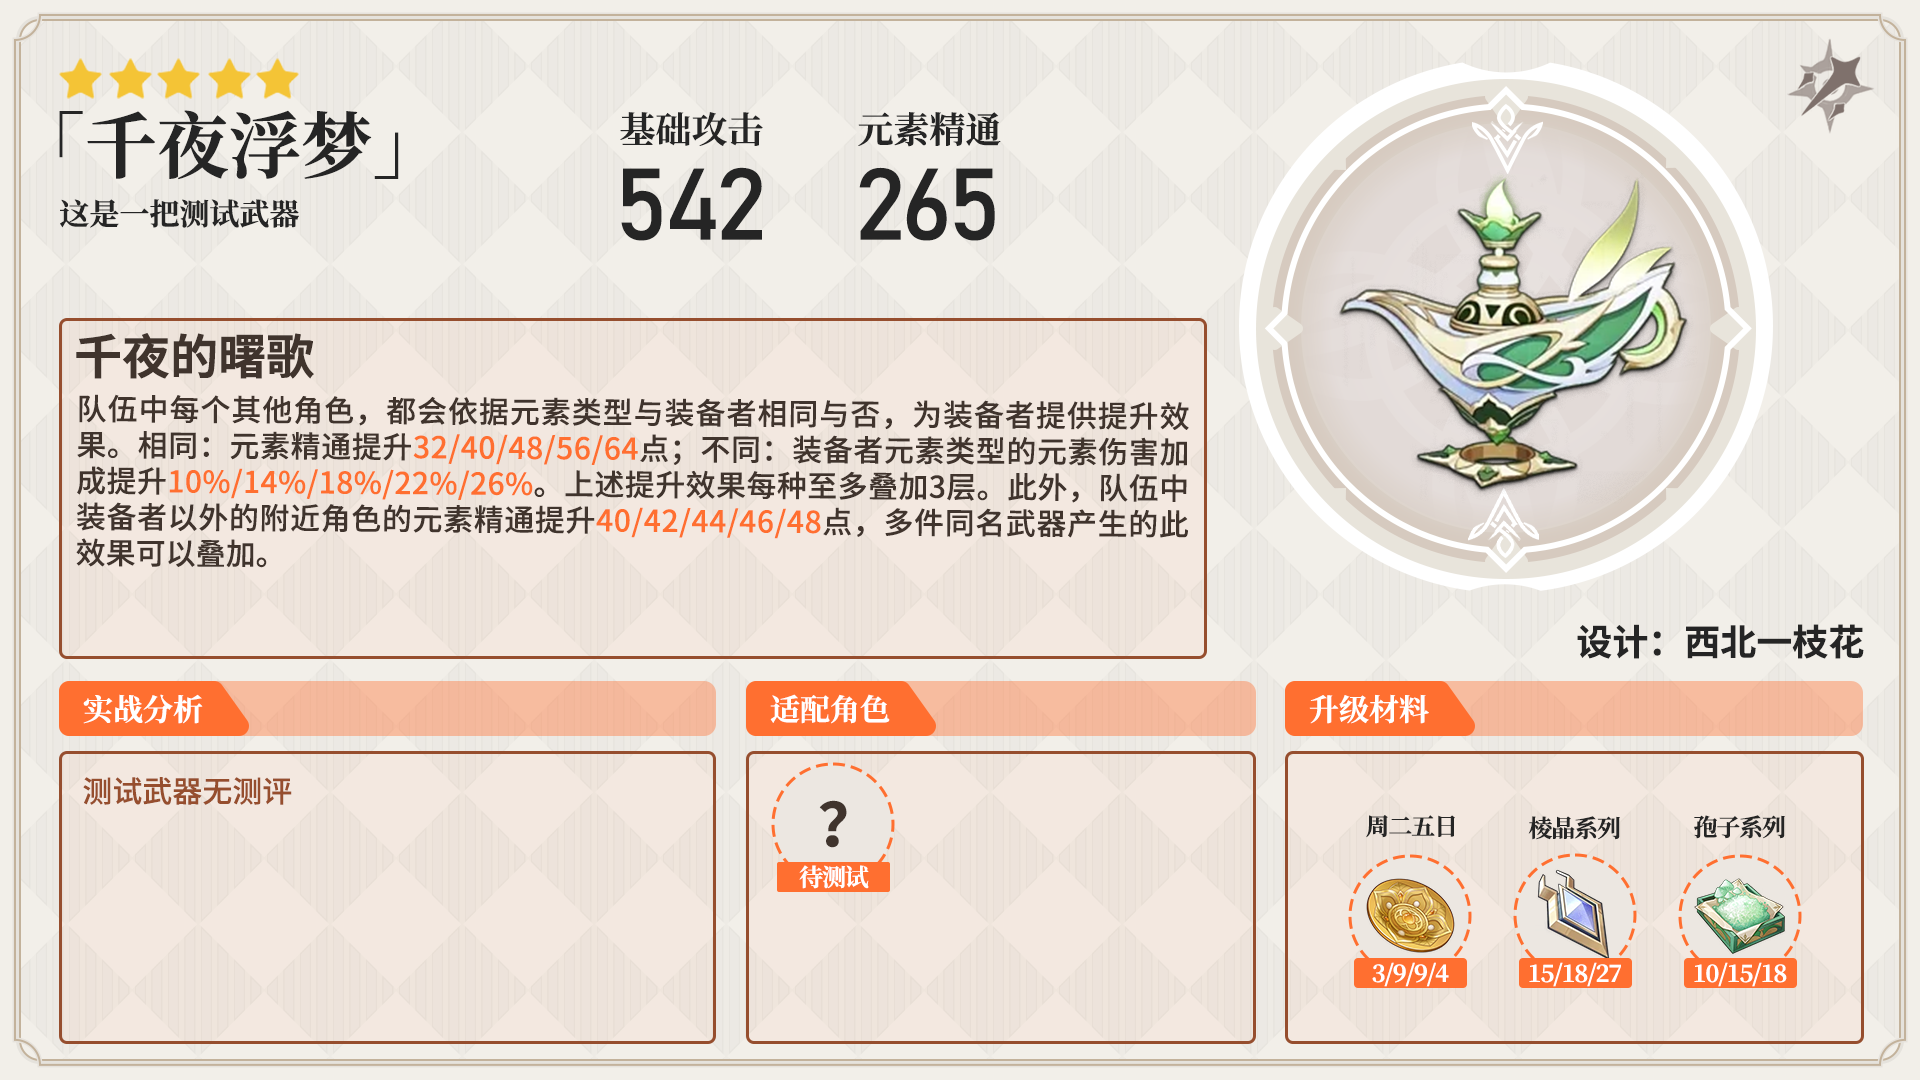 「千夜浮梦」
这是一把测试武器
基础攻击
542
元素精通
265
千夜的曙歌
队伍中每个其他角色，都会依据元素类型与装备者相同与否，为装备者提供提升效
果。相同：元素精通提升32/40/48/56/64点；不同：装备者元素类型的元素伤害加
成提升10%/14%/18%/22%/26%。上述提升效果每种至多叠加3层。此外，队伍中
装备者以外的附近角色的元素精通提升40/42/44/46/48点，多件同名武器产生的此
效果可以叠加。
设计：西北一枝花
实战分析
测试武器无测评
适配角色
?
待测试
升级材料
周二五日
3/9/9/4
棱晶系列
15/18/27
孢子系列
10/15/18